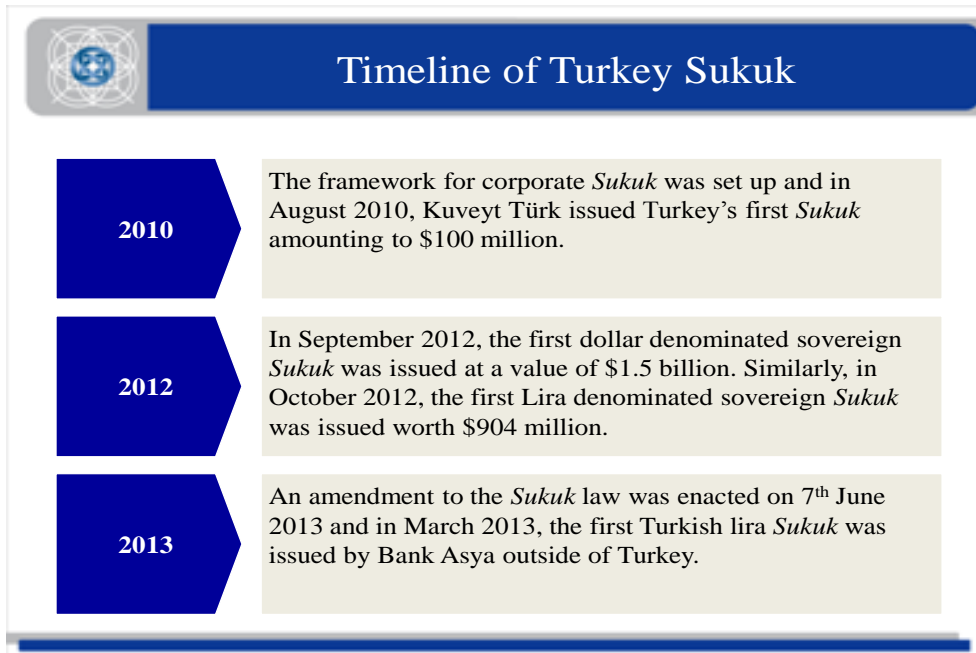 Timeline of Turkey Sukuk
2010
The framework for corporate Sukuk was set up and in
August 2010, Kuveyt Türk issued Turkey’s first Sukuk
amounting to $100 million.
2012
In September 2012, the first dollar denominated sovereign
Sukuk was issued at a value of $1.5 billion. Similarly, in
October 2012, the first Lira denominated sovereign Sukuk
was issued worth $904 million.
2013
An amendment to the Sukuk law was enacted on 7th June
2013 and in March 2013, the first Turkish lira Sukuk was
issued by Bank Asya outside of Turkey.